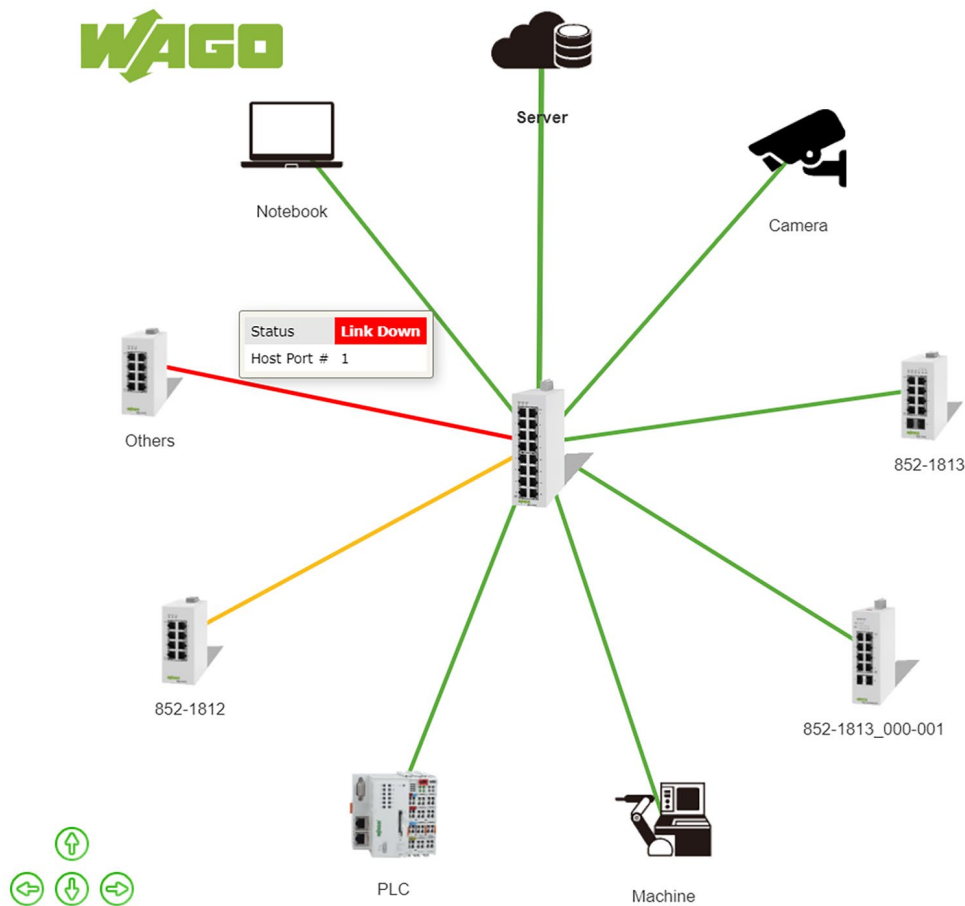 WAGO
Server
Notebook
Camera
Status Link Down
Host Port # 1
Others
852-1813
852-1812
852-1813_000-001
PLC
Machine